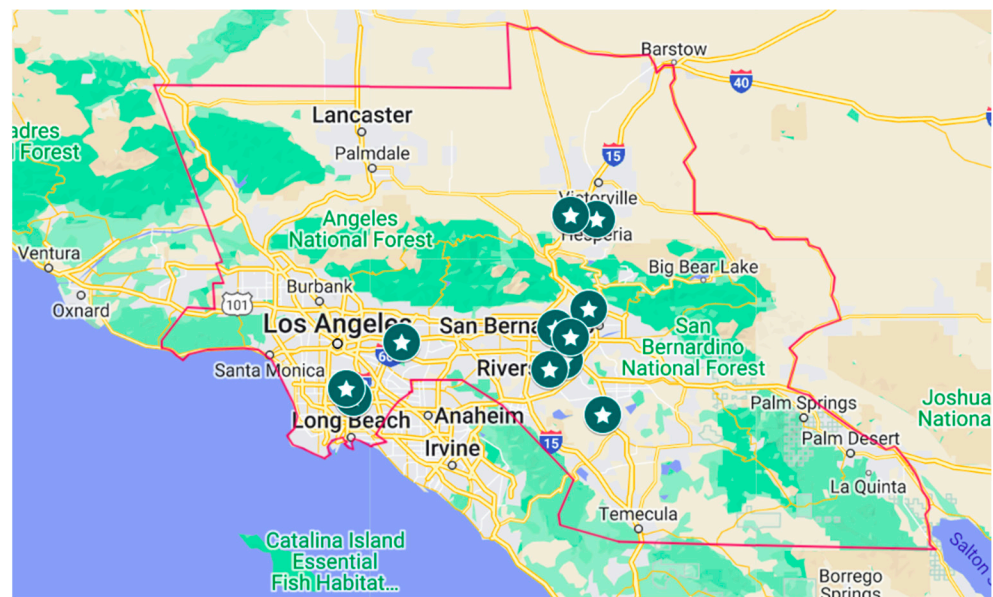 Barstow
40
Lancaster
adres
l Forest
Palmdale
15
Victorville
Hesperia
Angeles
National Forest
Ventura
Big Bear Lake
Burbank
101
Oxnard
Los Angeles
San Berna
San
Bernardino
National Forest
60
Santa Monica
Rivers
Joshua
Nationa
Palm Springs
Long Beach
Anaheim
15
Palm Desert
Irvine
La Quinta
Temecula
Salton
Catalina Island
Essential
Fish Habitat...
Borrego
Springs